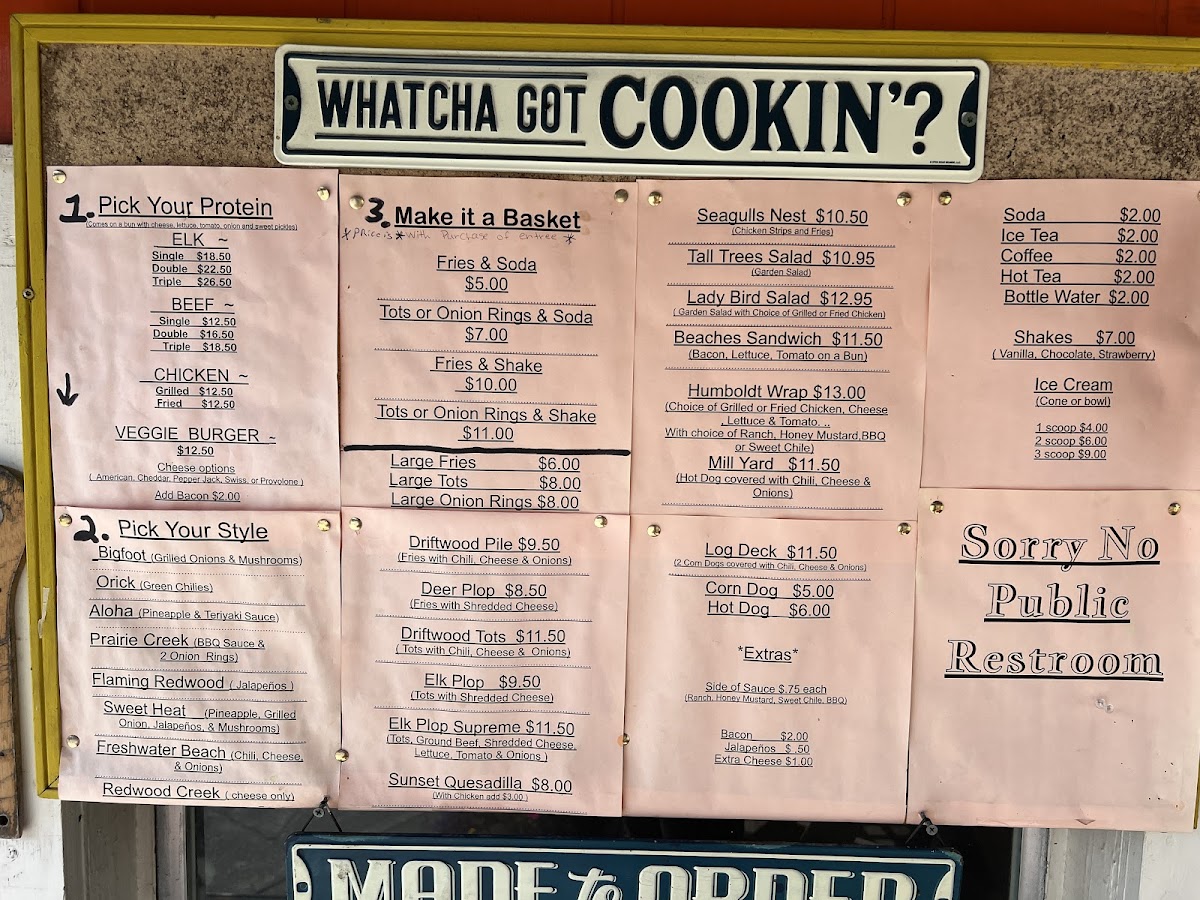 WHATCHA GOT COOKIN'?
1. Pick Your Protein
(Comes on a bun with cheese, lettuce, tomato, onion and sweet pickles)
ELK ~
Single $18.50
Double $22.50
Triple $26.50
BEEF ~
Single $12.50
Double $16.50
Triple $18.50
CHICKEN ~
Grilled $12.50
Fried $12.50
VEGGIE BURGER ~
$12.50
Cheese options
( American, Cheddar, Pepper Jack, Swiss, or Provolone )
Add Bacon $2.00
2. Pick Your Style
Bigfoot (Grilled Onions & Mushrooms)
Orick (Green Chilies)
Aloha (Pineapple & Teriyaki Sauce)
Prairie Creek (BBQ Sauce &
2 Onion Rings)
Flaming Redwood ( Jalapeños )
Sweet Heat (Pineapple, Grilled
Onion, Jalapeños, & Mushrooms)
Freshwater Beach (Chili, Cheese,
& Onions)
Redwood Creek ( cheese only)
3. Make it a Basket
*Price is *With Purchase of entree *
Fries & Soda
$5.00
Tots or Onion Rings & Soda
$7.00
Fries & Shake
$10.00
Tots or Onion Rings & Shake
$11.00
Large Fries $6.00
Large Tots $8.00
Large Onion Rings $8.00
Driftwood Pile $9.50
(Fries with Chili, Cheese & Onions)
Deer Plop $8.50
(Fries with Shredded Cheese)
Driftwood Tots $11.50
( Tots with Chili, Cheese & Onions)
Elk Plop $9.50
(Tots with Shredded Cheese)
Elk Plop Supreme $11.50
(Tots, Ground Beef, Shredded Cheese,
Lettuce, Tomato & Onions )
Sunset Quesadilla $8.00
(With Chicken add $3.00 )
Seagulls Nest $10.50
(Chicken Strips and Fries)
Tall Trees Salad $10.95
(Garden Salad)
Lady Bird Salad $12.95
( Garden Salad with Choice of Grilled or Fried Chicken)
Beaches Sandwich $11.50
(Bacon, Lettuce, Tomato on a Bun)
Humboldt Wrap $13.00
(Choice of Grilled or Fried Chicken, Cheese
, Lettuce & Tomato. ..
With choice of Ranch, Honey Mustard,BBQ
or Sweet Chile)
Mill Yard $11.50
(Hot Dog covered with Chili, Cheese &
Onions)
Log Deck $11.50
(2 Corn Dogs covered with Chili, Cheese & Onions)
Corn Dog $5.00
Hot Dog $6.00
*Extras*
Side of Sauce $.75 each
(Ranch, Honey Mustard, Sweet Chile, BBQ)
Bacon $2.00
Jalapeños $ .50
Extra Cheese $1.00
Soda $2.00
Ice Tea $2.00
Coffee $2.00
Hot Tea $2.00
Bottle Water $2.00
Shakes $7.00
( Vanilla, Chocolate, Strawberry)
Ice Cream
(Cone or bowl)
1 scoop $4.00
2 scoop $6.00
3 scoop $9.00
Sorry No
Public
Restroom
MADE to ORDER